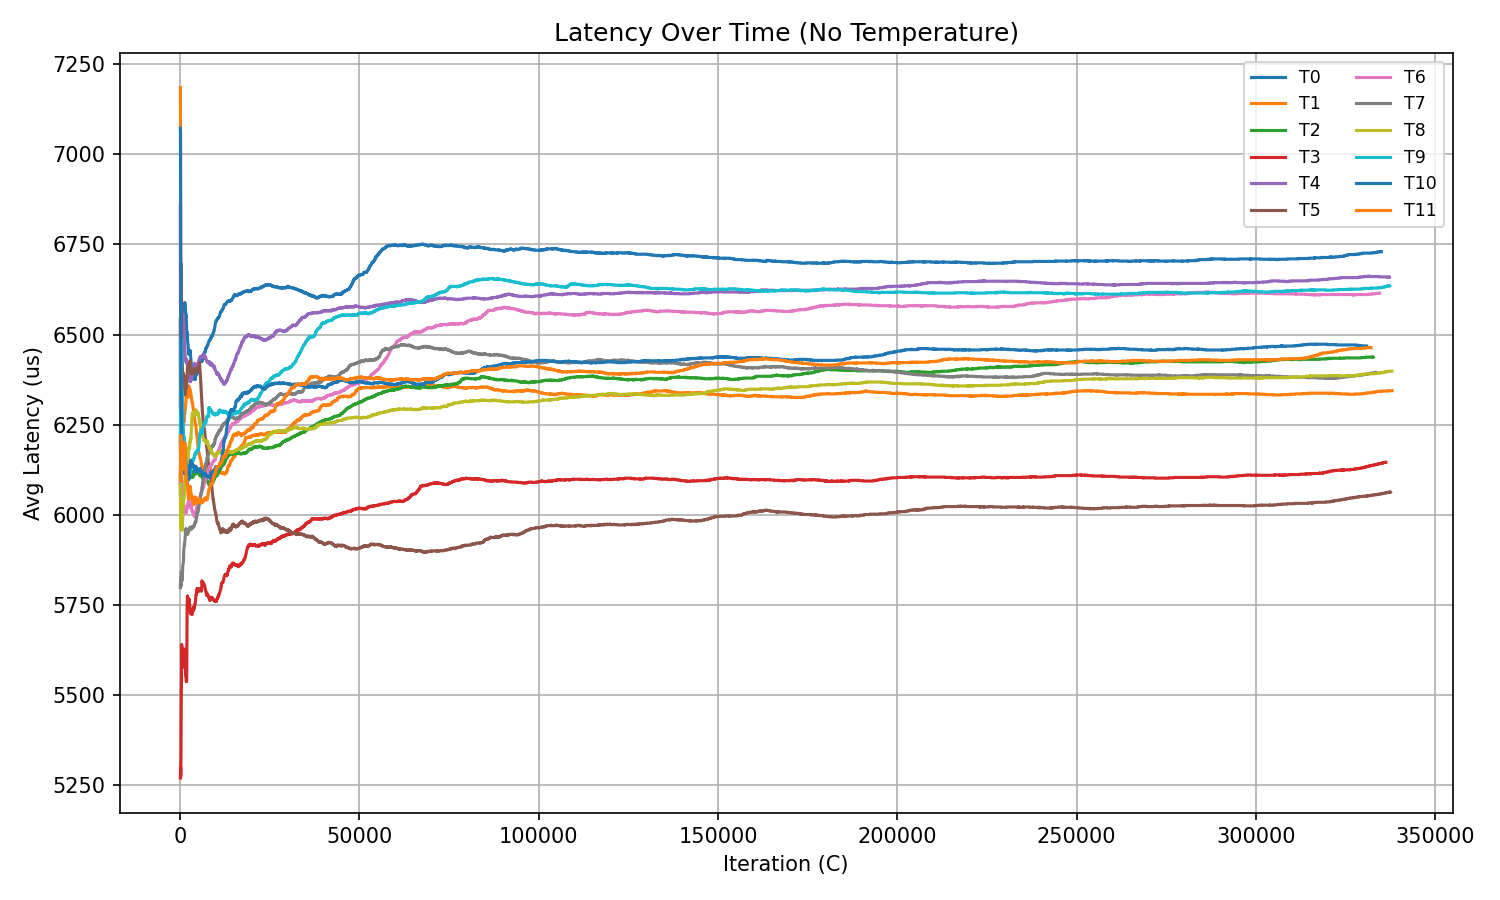 Latency Over Time (No Temperature)
7250
7000
6750
6500
6250
6000
5750
5500
5250
Avg Latency (us)
T0 T6
T1 T7
T2 T8
T3 T9
T4 T10
T5 T11
0 50000 100000 150000 200000 250000 300000 350000
Iteration (C)